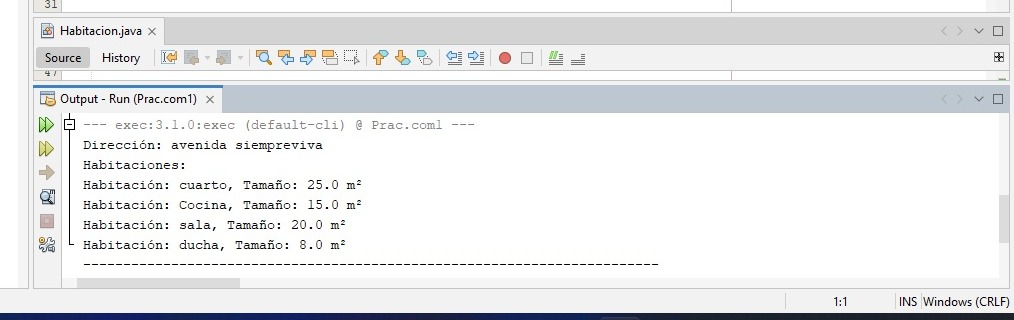 31
Habitacion.java ×
Source History
47
Output - Run (Prac.com1) ×
--- exec:3.1.0:exec (default-cli) @ Prac.com1 ---
Dirección: avenida siempreviva
Habitaciones:
Habitación: cuarto, Tamaño: 25.0 m²
Habitación: Cocina, Tamaño: 15.0 m²
Habitación: sala, Tamaño: 20.0 m²
Habitación: ducha, Tamaño: 8.0 m²
------------------------------------------------------------------------
1:1 INS Windows (CRLF)